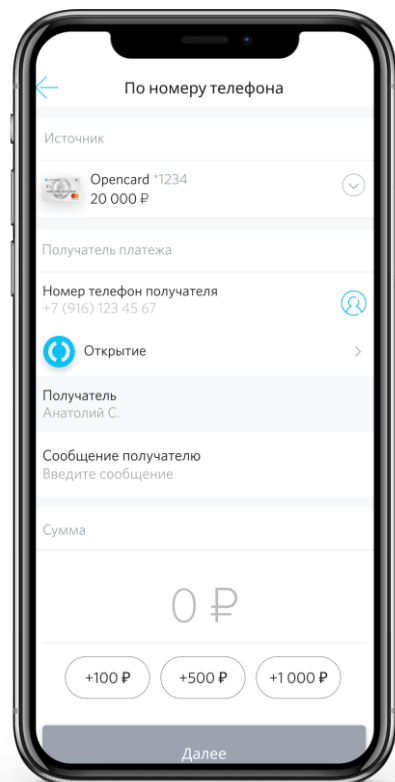 По номеру телефона
Источник
Opencard *1234
20 000 ₽
Получатель платежа
Номер телефон получателя
+7 (916) 123 45 67
Открытие
Получатель
Анатолий С.
Сообщение получателю
Введите сообщение
Сумма
0 ₽
+100 ₽ +500 ₽ +1 000 ₽
Далее